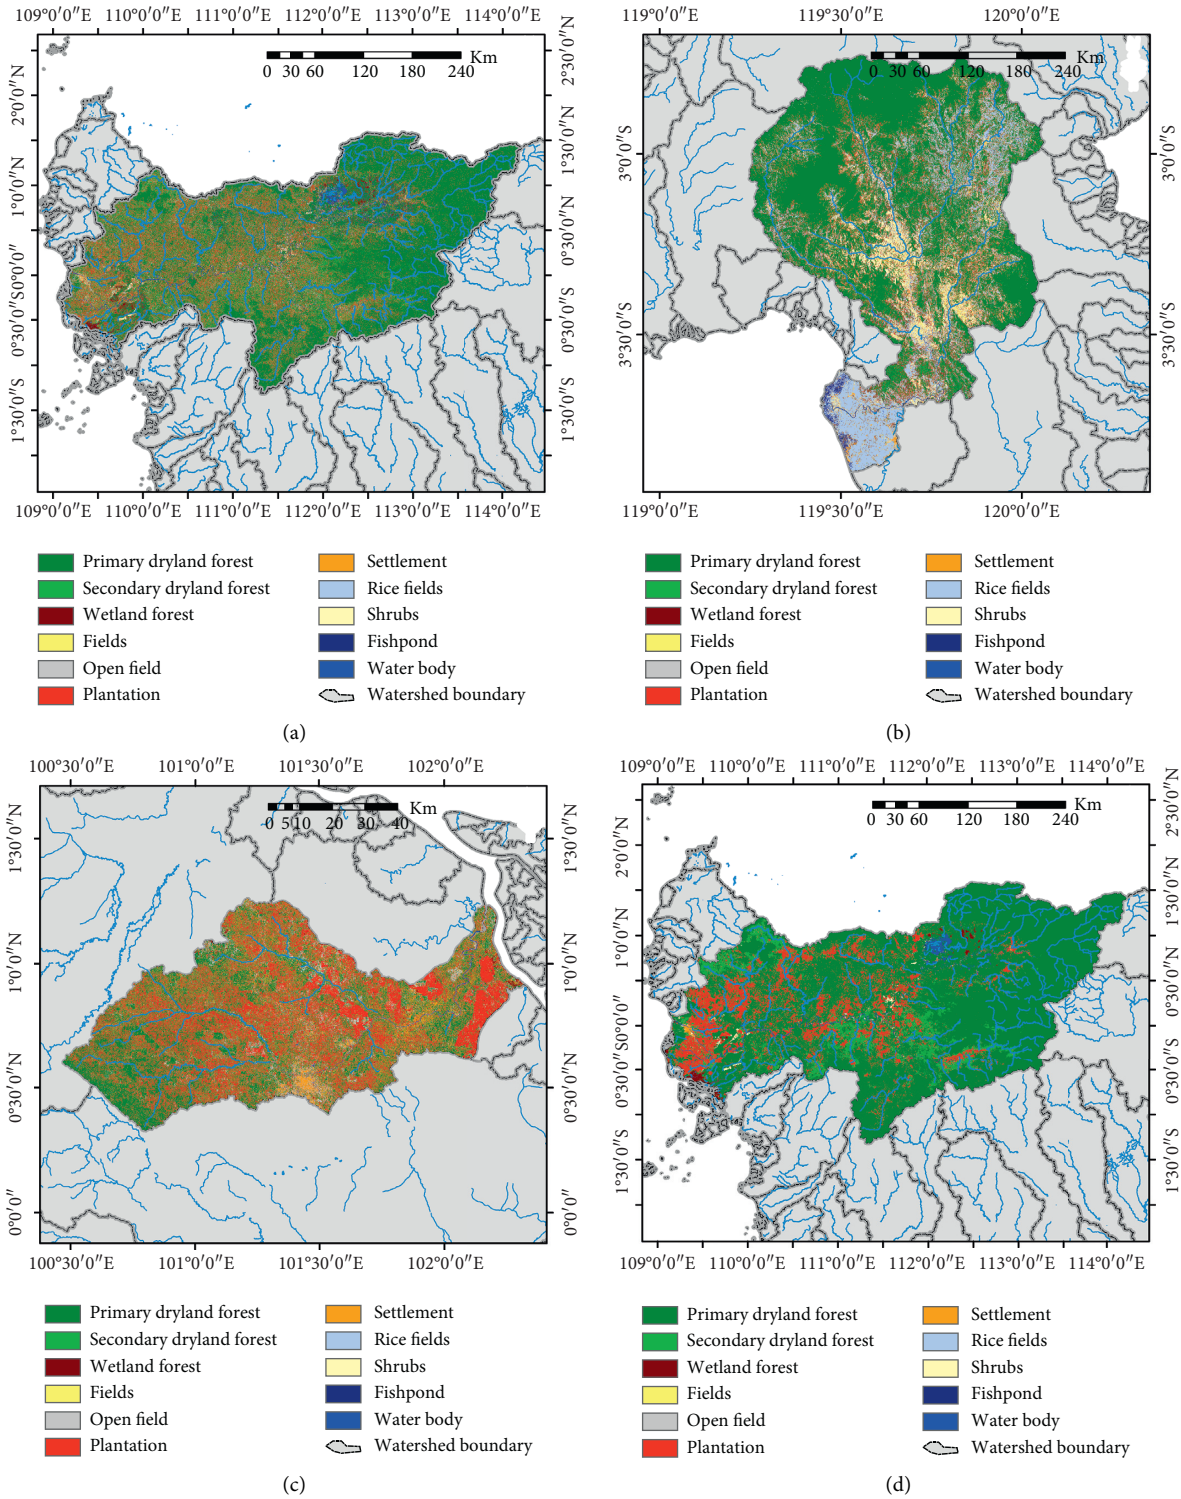 109°0′0″E 110°0′0″E 111°0′0″E 112°0′0″E 113°0′0″E 114°0′0″E
2°0′0″N
1°0′0″N
0°0′0″
0°30′0″S
1°30′0″S
2°30′0″N
1°30′0″N
0°30′0″N
0°30′0″S
1°30′0″S
Km
0 30 60 120 180 240
109°0′0″E 110°0′0″E 111°0′0″E 112°0′0″E 113°0′0″E 114°0′0″E
Primary dryland forest
Secondary dryland forest
Wetland forest
Fields
Open field
Plantation
Settlement
Rice fields
Shrubs
Fishpond
Water body
Watershed boundary
(a)
119°0′0″E 119°30′0″E 120°0′0″E
3°0′0″S
3°30′0″S
3°0′0″S
3°30′0″S
Km
0 30 60 120 180 240
119°0′0″E 119°30′0″E 120°0′0″E
Primary dryland forest
Secondary dryland forest
Wetland forest
Fields
Open field
Plantation
Settlement
Rice fields
Shrubs
Fishpond
Water body
Watershed boundary
(b)
100°30′0″E 101°0′0″E 101°30′0″E 102°0′0″E
1°30′0″N
1°0′0″N
0°30′0″N
0°0′0″
1°30′0″N
1°0′0″N
0°30′0″N
0°0′0″
Km
0 5 10 20 30 40
100°30′0″E 101°0′0″E 101°30′0″E 102°0′0″E
Primary dryland forest
Secondary dryland forest
Wetland forest
Fields
Open field
Plantation
Settlement
Rice fields
Shrubs
Fishpond
Water body
Watershed boundary
(c)
109°0′0″E 110°0′0″E 111°0′0″E 112°0′0″E 113°0′0″E 114°0′0″E
2°0′0″N
1°0′0″N
0°0′0″S
0°30′0″S
1°30′0″S
2°30′0″N
1°30′0″N
0°30′0″N
0°30′0″S
1°30′0″S
Km
0 30 60 120 180 240
109°0′0″E 110°0′0″E 111°0′0″E 112°0′0″E 113°0′0″E 114°0′0″E
Primary dryland forest
Secondary dryland forest
Wetland forest
Fields
Open field
Plantation
Settlement
Rice fields
Shrubs
Fishpond
Water body
Watershed boundary
(d)